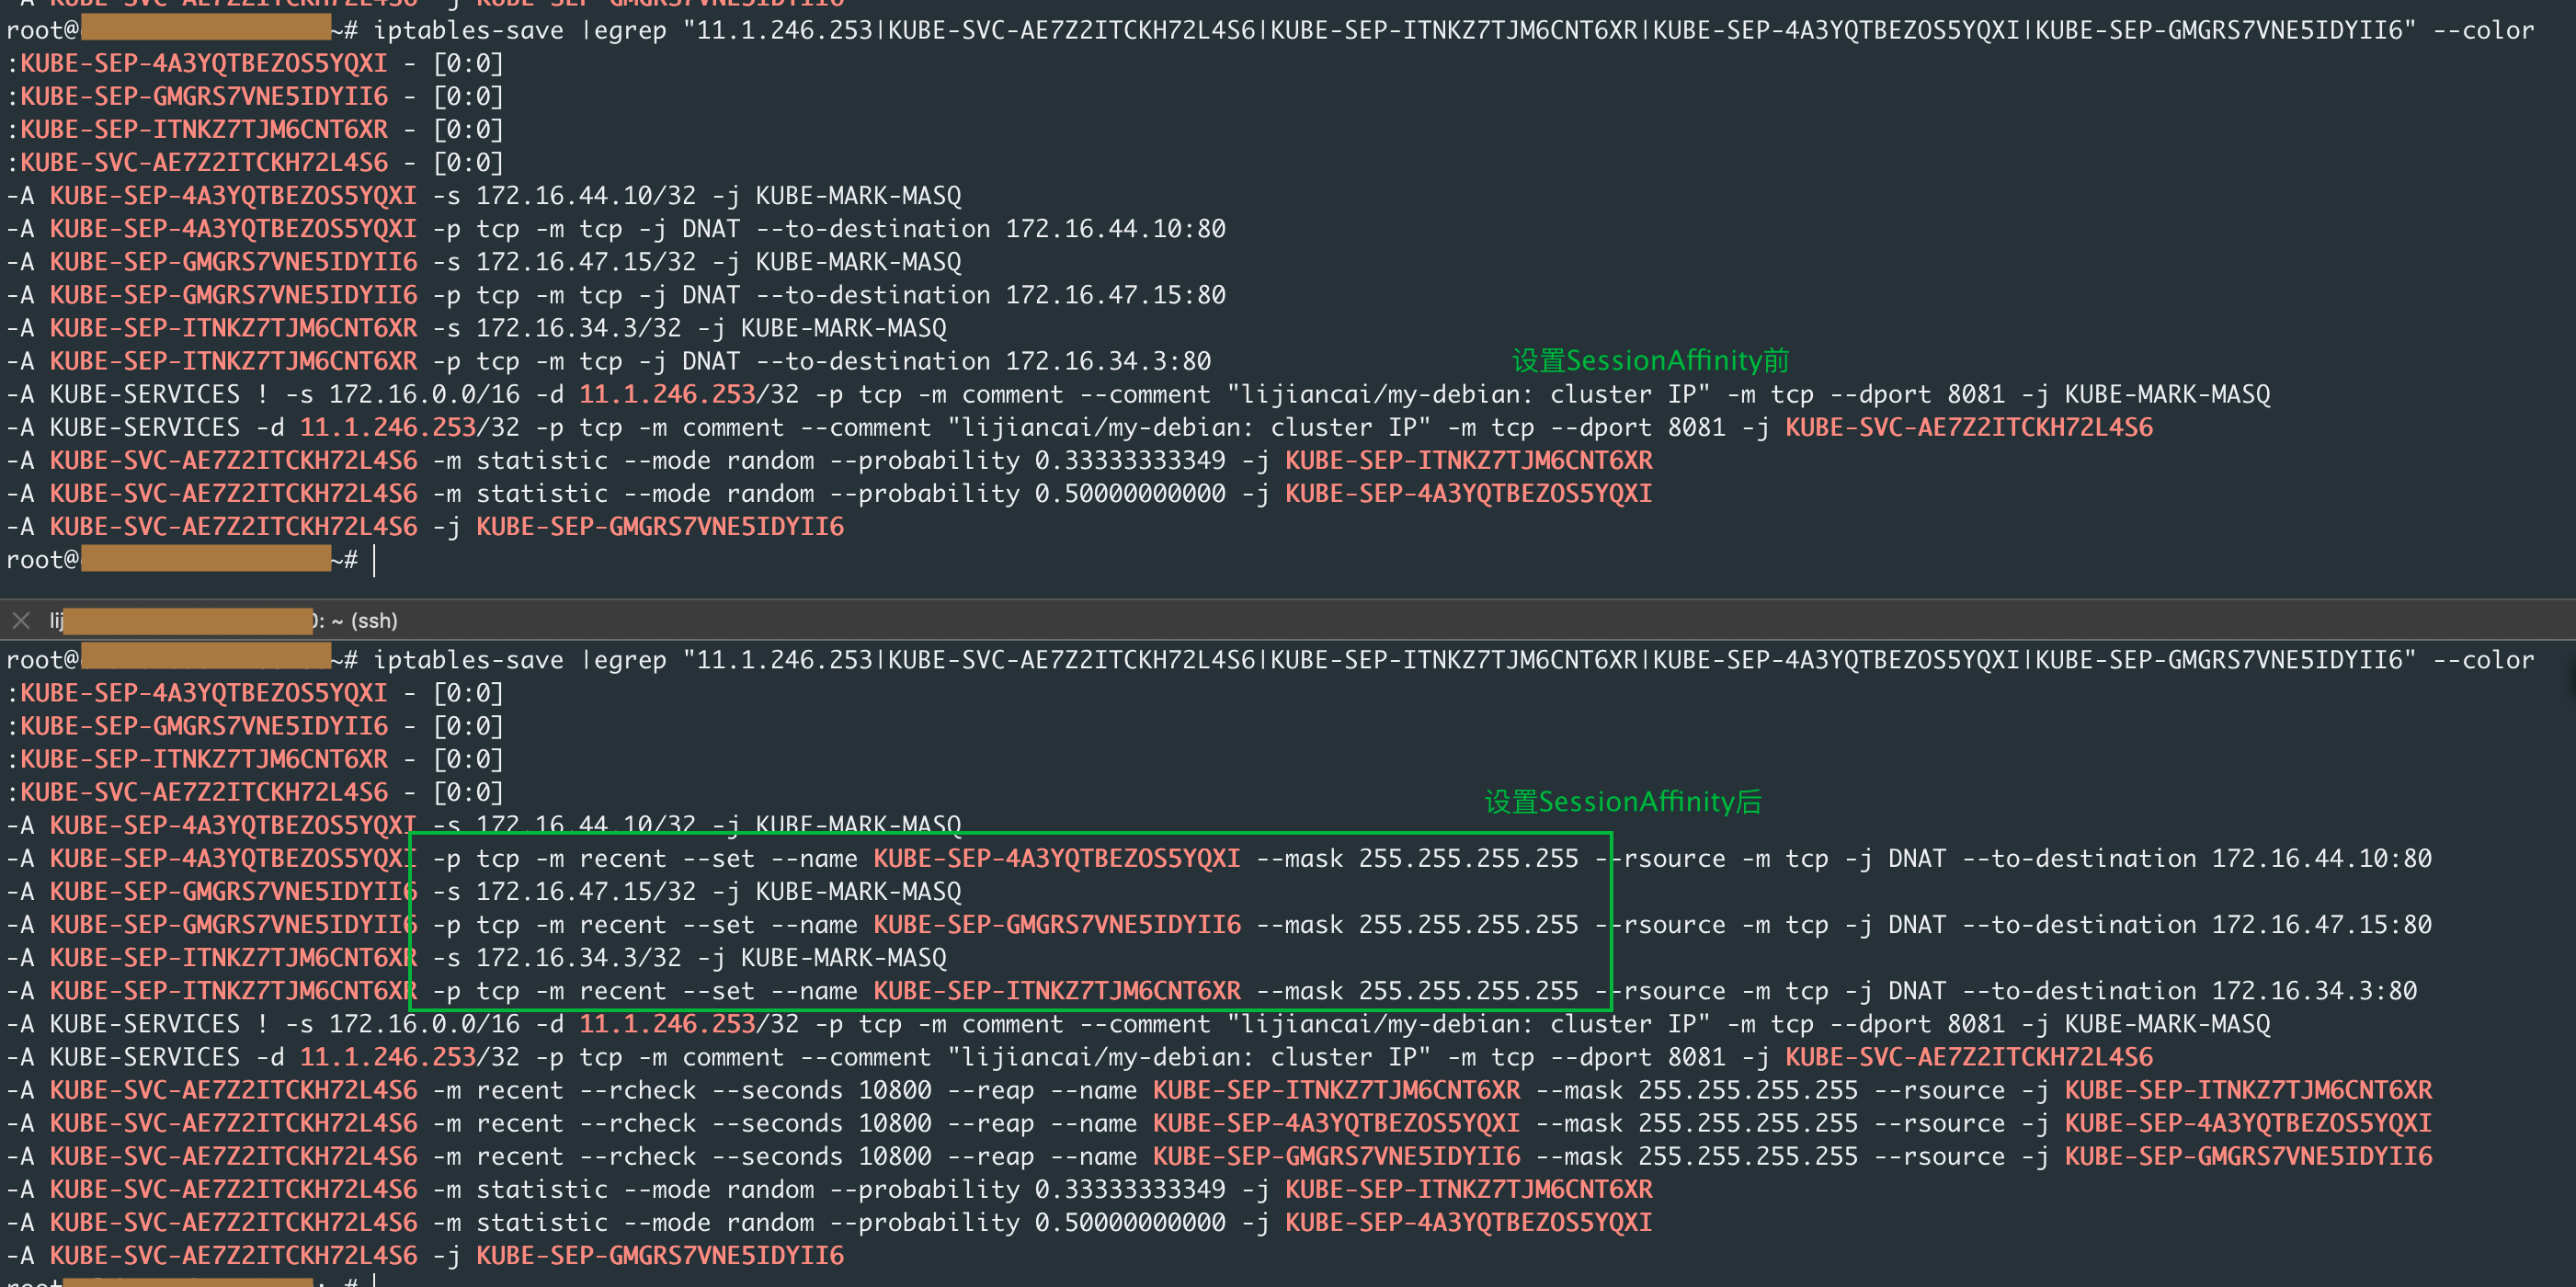 -A KUBE-SVC-AE7Z2ITCKH72L4S6 -j KUBE-SEP-GMGRS7VNE5IDYII6
root@ ~# iptables-save |egrep "11.1.246.253|KUBE-SVC-AE7Z2ITCKH72L4S6|KUBE-SEP-ITNKZ7TJM6CNT6XR|KUBE-SEP-4A3YQTBEZOS5YQXI|KUBE-SEP-GMGRS7VNE5IDYII6" --color
:KUBE-SEP-4A3YQTBEZOS5YQXI - [0:0]
:KUBE-SEP-GMGRS7VNE5IDYII6 - [0:0]
:KUBE-SEP-ITNKZ7TJM6CNT6XR - [0:0]
:KUBE-SVC-AE7Z2ITCKH72L4S6 - [0:0]
-A KUBE-SEP-4A3YQTBEZOS5YQXI -s 172.16.44.10/32 -j KUBE-MARK-MASQ
-A KUBE-SEP-4A3YQTBEZOS5YQXI -p tcp -m tcp -j DNAT --to-destination 172.16.44.10:80
-A KUBE-SEP-GMGRS7VNE5IDYII6 -s 172.16.47.15/32 -j KUBE-MARK-MASQ
-A KUBE-SEP-GMGRS7VNE5IDYII6 -p tcp -m tcp -j DNAT --to-destination 172.16.47.15:80
-A KUBE-SEP-ITNKZ7TJM6CNT6XR -s 172.16.34.3/32 -j KUBE-MARK-MASQ
-A KUBE-SEP-ITNKZ7TJM6CNT6XR -p tcp -m tcp -j DNAT --to-destination 172.16.34.3:80
设置SessionAffinity前
-A KUBE-SERVICES ! -s 172.16.0.0/16 -d 11.1.246.253/32 -p tcp -m comment --comment "lijiancai/my-debian: cluster IP" -m tcp --dport 8081 -j KUBE-MARK-MASQ
-A KUBE-SERVICES -d 11.1.246.253/32 -p tcp -m comment --comment "lijiancai/my-debian: cluster IP" -m tcp --dport 8081 -j KUBE-SVC-AE7Z2ITCKH72L4S6
-A KUBE-SVC-AE7Z2ITCKH72L4S6 -m statistic --mode random --probability 0.33333333349 -j KUBE-SEP-ITNKZ7TJM6CNT6XR
-A KUBE-SVC-AE7Z2ITCKH72L4S6 -m statistic --mode random --probability 0.50000000000 -j KUBE-SEP-4A3YQTBEZOS5YQXI
-A KUBE-SVC-AE7Z2ITCKH72L4S6 -j KUBE-SEP-GMGRS7VNE5IDYII6
root@ ~#
lij : ~ (ssh)
root@ ~# iptables-save |egrep "11.1.246.253|KUBE-SVC-AE7Z2ITCKH72L4S6|KUBE-SEP-ITNKZ7TJM6CNT6XR|KUBE-SEP-4A3YQTBEZOS5YQXI|KUBE-SEP-GMGRS7VNE5IDYII6" --color
:KUBE-SEP-4A3YQTBEZOS5YQXI - [0:0]
:KUBE-SEP-GMGRS7VNE5IDYII6 - [0:0]
:KUBE-SEP-ITNKZ7TJM6CNT6XR - [0:0]
:KUBE-SVC-AE7Z2ITCKH72L4S6 - [0:0]
设置SessionAffinity后
-A KUBE-SEP-4A3YQTBEZOS5YQXI -s 172.16.44.10/32 -j KUBE-MARK-MASQ
-A KUBE-SEP-4A3YQTBEZOS5YQXI -p tcp -m recent --set --name KUBE-SEP-4A3YQTBEZOS5YQXI --mask 255.255.255.255 --rsource -m tcp -j DNAT --to-destination 172.16.44.10:80
-A KUBE-SEP-GMGRS7VNE5IDYII6 -s 172.16.47.15/32 -j KUBE-MARK-MASQ
-A KUBE-SEP-GMGRS7VNE5IDYII6 -p tcp -m recent --set --name KUBE-SEP-GMGRS7VNE5IDYII6 --mask 255.255.255.255 --rsource -m tcp -j DNAT --to-destination 172.16.47.15:80
-A KUBE-SEP-ITNKZ7TJM6CNT6XR -s 172.16.34.3/32 -j KUBE-MARK-MASQ
-A KUBE-SEP-ITNKZ7TJM6CNT6XR -p tcp -m recent --set --name KUBE-SEP-ITNKZ7TJM6CNT6XR --mask 255.255.255.255 --rsource -m tcp -j DNAT --to-destination 172.16.34.3:80
-A KUBE-SERVICES ! -s 172.16.0.0/16 -d 11.1.246.253/32 -p tcp -m comment --comment "lijiancai/my-debian: cluster IP" -m tcp --dport 8081 -j KUBE-MARK-MASQ
-A KUBE-SERVICES -d 11.1.246.253/32 -p tcp -m comment --comment "lijiancai/my-debian: cluster IP" -m tcp --dport 8081 -j KUBE-SVC-AE7Z2ITCKH72L4S6
-A KUBE-SVC-AE7Z2ITCKH72L4S6 -m recent --rcheck --seconds 10800 --reap --name KUBE-SEP-ITNKZ7TJM6CNT6XR --mask 255.255.255.255 --rsource -j KUBE-SEP-ITNKZ7TJM6CNT6XR
-A KUBE-SVC-AE7Z2ITCKH72L4S6 -m recent --rcheck --seconds 10800 --reap --name KUBE-SEP-4A3YQTBEZOS5YQXI --mask 255.255.255.255 --rsource -j KUBE-SEP-4A3YQTBEZOS5YQXI
-A KUBE-SVC-AE7Z2ITCKH72L4S6 -m recent --rcheck --seconds 10800 --reap --name KUBE-SEP-GMGRS7VNE5IDYII6 --mask 255.255.255.255 --rsource -j KUBE-SEP-GMGRS7VNE5IDYII6
-A KUBE-SVC-AE7Z2ITCKH72L4S6 -m statistic --mode random --probability 0.33333333349 -j KUBE-SEP-ITNKZ7TJM6CNT6XR
-A KUBE-SVC-AE7Z2ITCKH72L4S6 -m statistic --mode random --probability 0.50000000000 -j KUBE-SEP-4A3YQTBEZOS5YQXI
-A KUBE-SVC-AE7Z2ITCKH72L4S6 -j KUBE-SEP-GMGRS7VNE5IDYII6